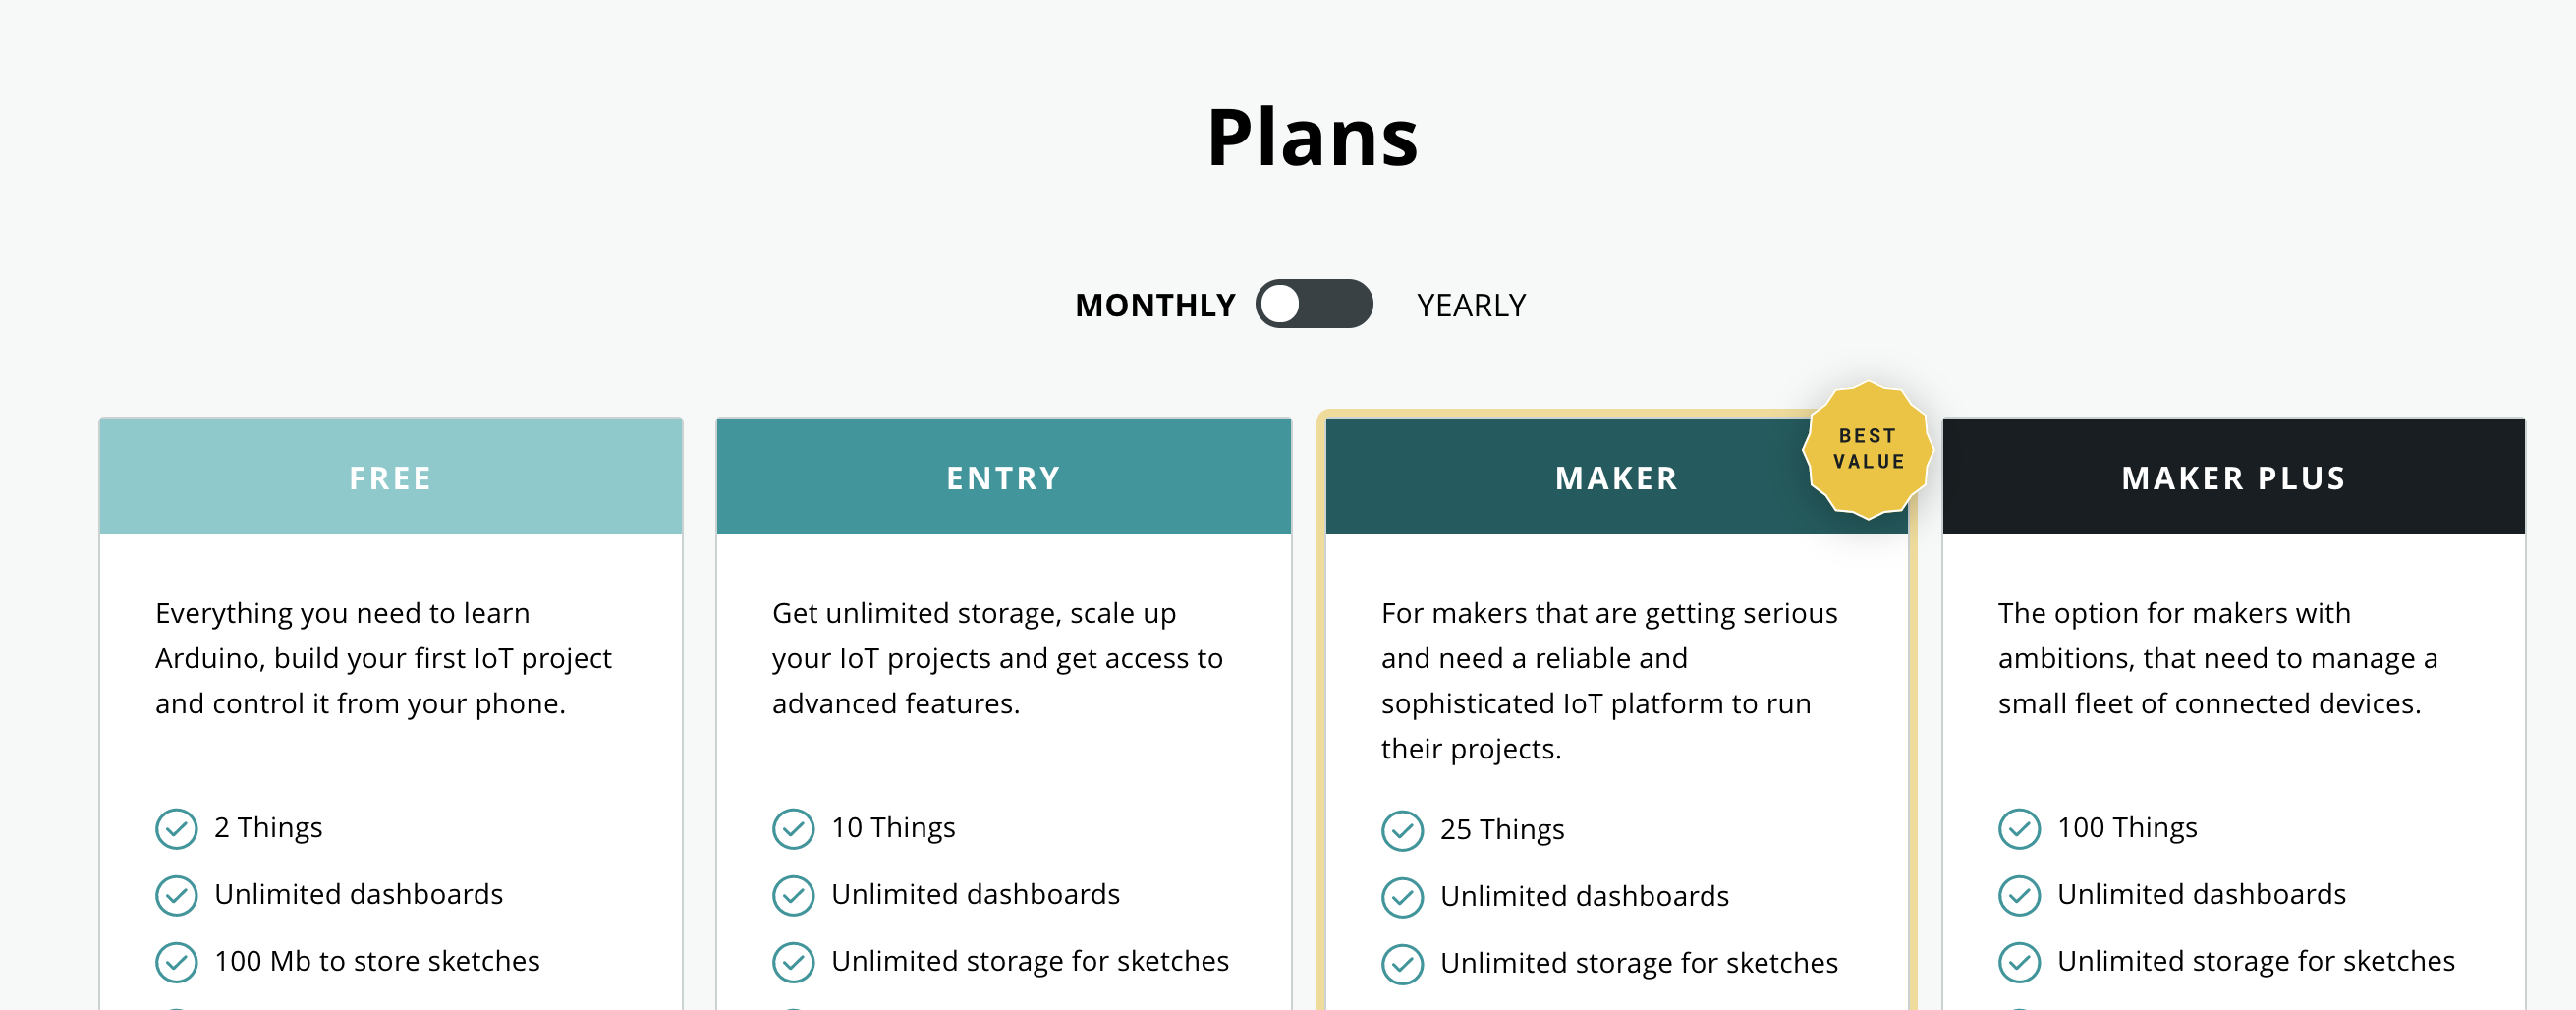 Plans
MONTHLY
YEARLY
FREE
Everything you need to learn
Arduino, build your first IoT project
and control it from your phone.
2 Things
Unlimited dashboards
100 Mb to store sketches
ENTRY
Get unlimited storage, scale up
your IoT projects and get access to
advanced features.
10 Things
Unlimited dashboards
Unlimited storage for sketches
MAKER
BEST
VALUE
For makers that are getting serious
and need a reliable and
sophisticated IoT platform to run
their projects.
25 Things
Unlimited dashboards
Unlimited storage for sketches
MAKER PLUS
The option for makers with
ambitions, that need to manage a
small fleet of connected devices.
100 Things
Unlimited dashboards
Unlimited storage for sketches